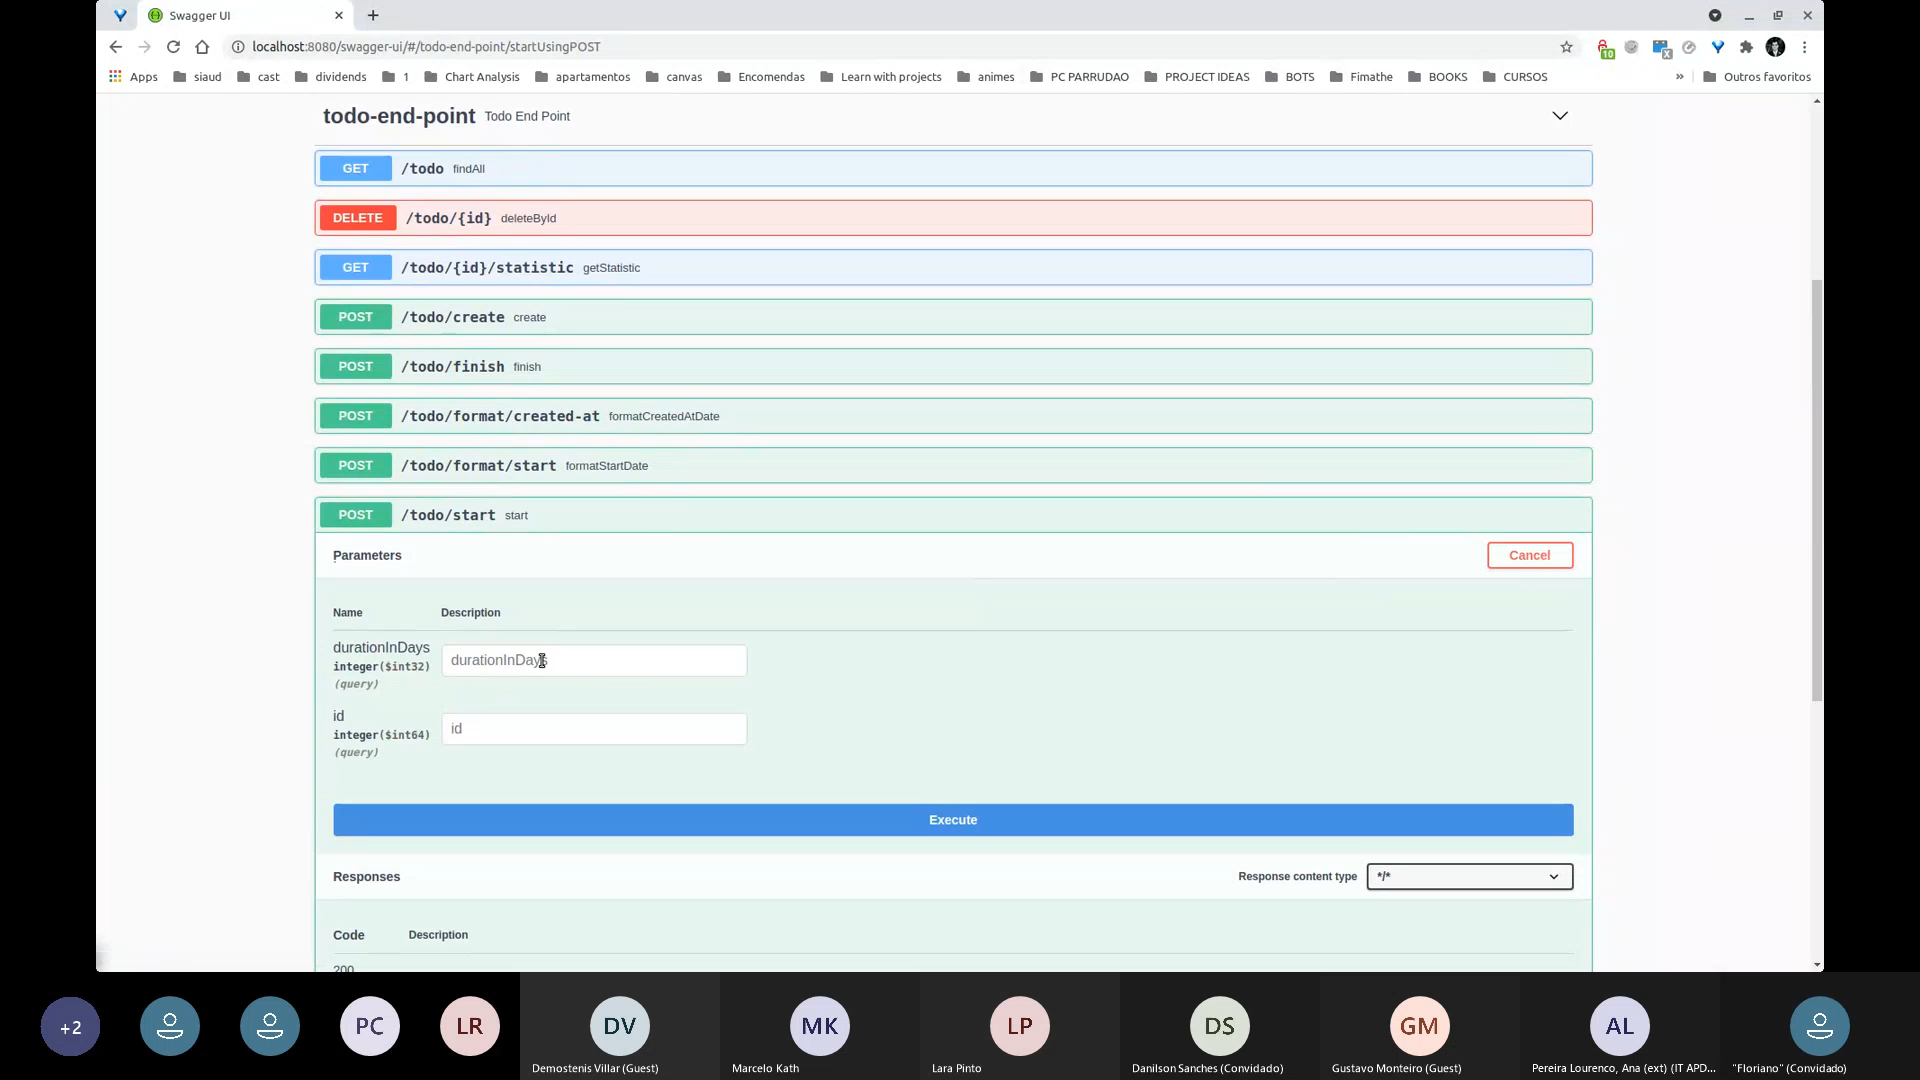 Swagger UI
localhost:8080/swagger-ui/#/todo-end-point/startUsingPOST
10
Apps siaud cast dividends 1 Chart Analysis apartamentos canvas Encomendas Learn with projects animes PC PARRUDAO PROJECT IDEAS BOTS Fimathe BOOKS CURSOS » Outros favoritos
todo-end-point Todo End Point
GET /todo findAll
DELETE /todo/{id} deleteById
GET /todo/{id}/statistic getStatistic
POST /todo/create create
POST /todo/finish finish
POST /todo/format/created-at formatCreatedAtDate
POST /todo/format/start formatStartDate
POST /todo/start start
Parameters Cancel
Name Description
durationInDays
integer($int32)
(query)
durationInDays
id
integer($int64)
(query)
id
Execute
Responses Response content type */*
Code Description
200
+2 PC LR DV MK LP DS GM AL
Demostenis Villar (Guest) Marcelo Kath Lara Pinto Danilson Sanches (Convidado) Gustavo Monteiro (Guest) Pereira Lourenco, Ana (ext) (IT APD... "Floriano" (Convidado)